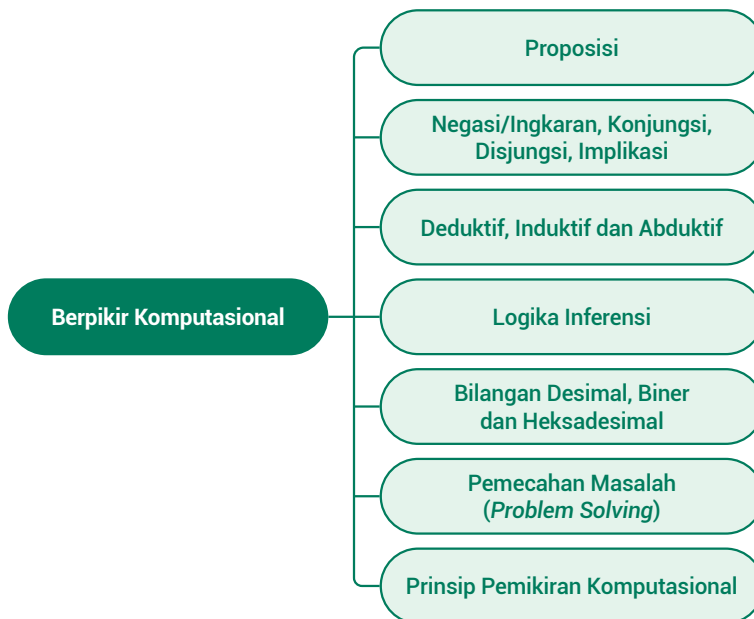 Proposisi
Negasi/Ingkaran, Konjungsi,
Disjungsi, Implikasi
Deduktif, Induktif dan Abduktif
Berpikir Komputasional
Logika Inferensi
Bilangan Desimal, Biner
dan Heksadesimal
Pemecahan Masalah
(Problem Solving)
Prinsip Pemikiran Komputasional